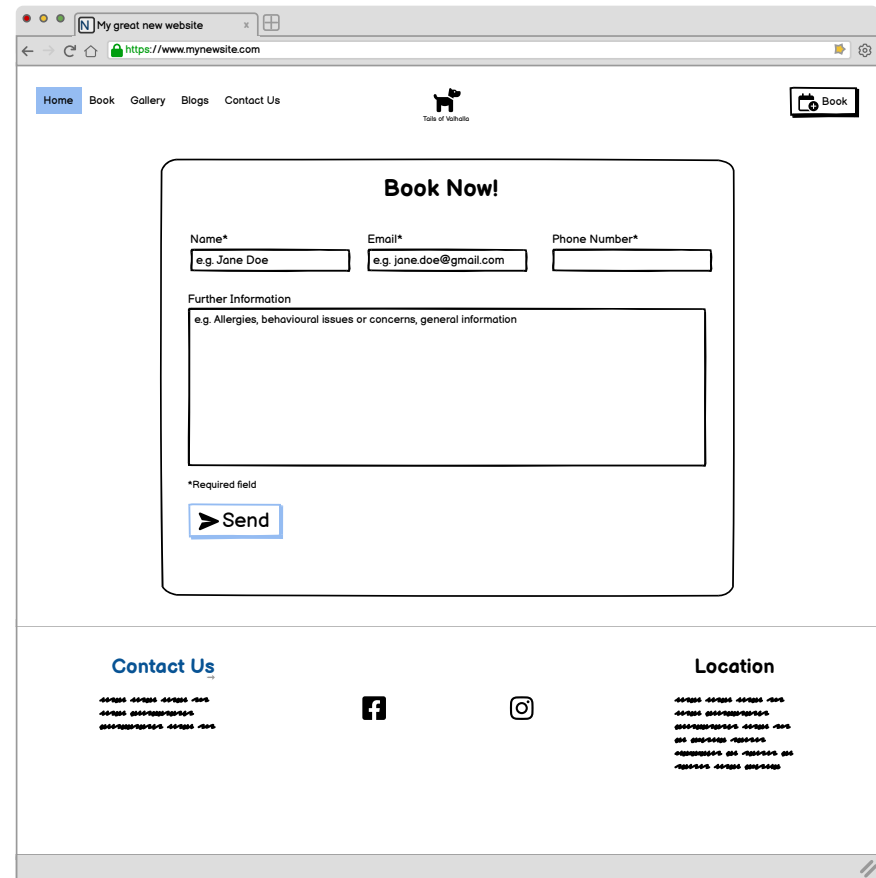 My great new website x
https://www.mynewsite.com
Home Book Gallery Blogs Contact Us
Tails of Valhalla
Book
Book Now!
Name* Email* Phone Number*
e.g. Jane Doe e.g. jane.doe@gmail.com
Further Information
e.g. Allergies, behavioural issues or concerns, general information
*Required field
Send
Contact Us Location